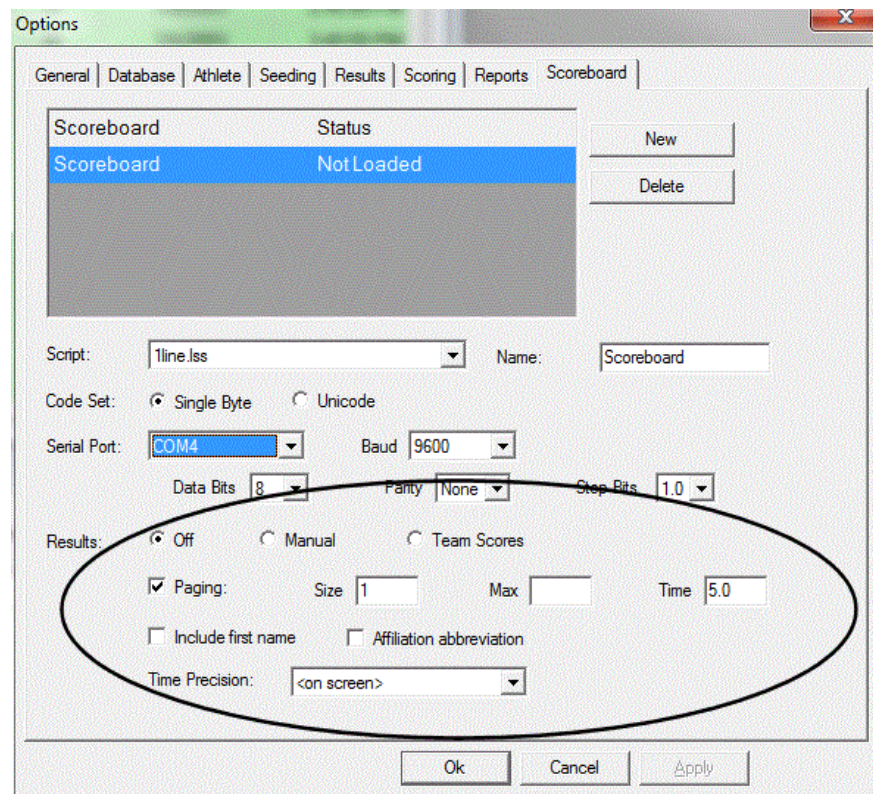 Options
General Database Athlete Seeding Results Scoring Reports Scoreboard
Scoreboard Status
Scoreboard Not Loaded
New
Delete
Script: 1line.lss Name: Scoreboard
Code Set: Single Byte Unicode
Serial Port: COM4 Baud 9600
Data Bits 8 Parity None Stop Bits 1.0
Results: Off Manual Team Scores
Paging: Size 1 Max Time 5.0
Include first name Affiliation abbreviation
Time Precision: <on screen>
Ok Cancel Apply